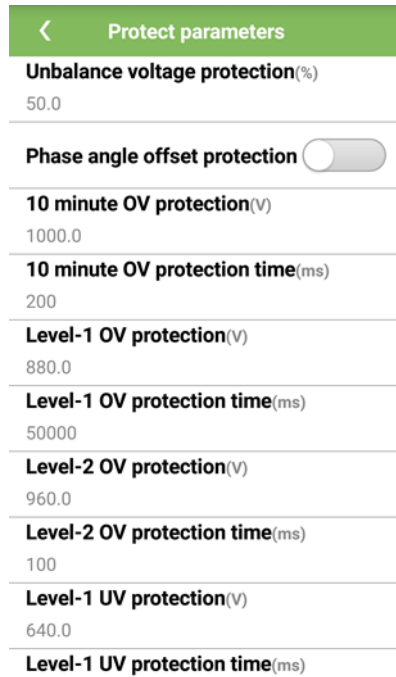 Protect parameters
Unbalance voltage protection(%)
50.0
Phase angle offset protection
10 minute OV protection(V)
1000.0
10 minute OV protection time(ms)
200
Level-1 OV protection(V)
880.0
Level-1 OV protection time(ms)
50000
Level-2 OV protection(V)
960.0
Level-2 OV protection time(ms)
100
Level-1 UV protection(V)
640.0
Level-1 UV protection time(ms)